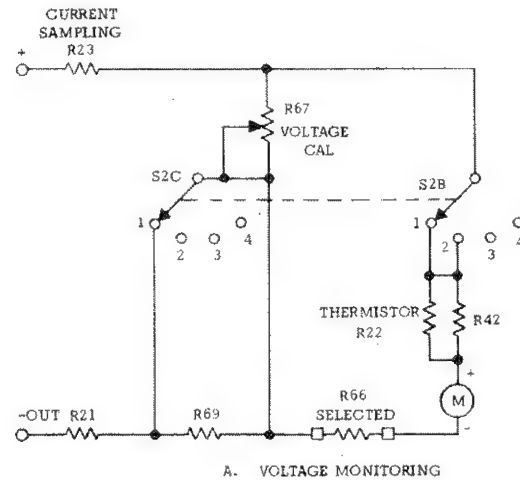 CURRENT
SAMPLING
R23
+
R67
VOLTAGE
CAL
S2C
S2B
1
2
3
4
1
2
3
4
THERMISTOR
R22
R42
+
M
-
-OUT
R21
R69
R66
SELECTED
A. VOLTAGE MONITORING